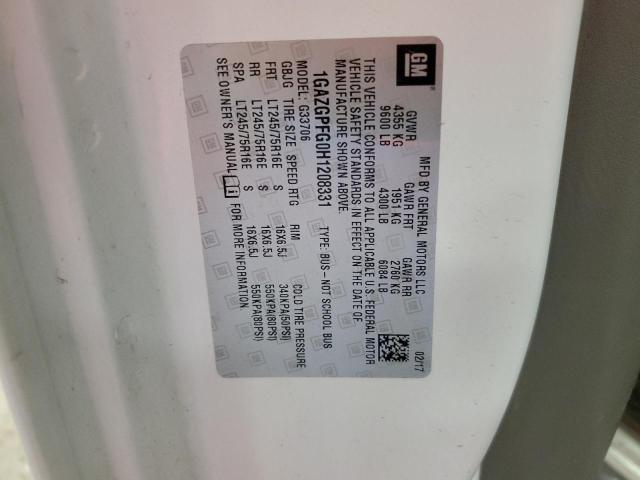 GM
MFD BY GENERAL MOTORS LLC
02/17
GVWR GAWR FRT GAWR RR
4355 KG 1951 KG 2760 KG
9600 LB 4300 LB 6084 LB
THIS VEHICLE CONFORMS TO ALL APPLICABLE U.S. FEDERAL MOTOR
VEHICLE SAFETY STANDARDS IN EFFECT ON THE DATE OF
MANUFACTURE SHOWN ABOVE.
1GAZGPFG0H1208331 TYPE: BUS–NOT SCHOOL BUS
MODEL: G33706
GBJG TIRE SIZE SPEED RTG RIM COLD TIRE PRESSURE
FRT LT245/75R16E S 16X6.5J 340KPA(50PSI)
RR LT245/75R16E S 16X6.5J 550KPA(80PSI)
SPA LT245/75R16E S 16X6.5J 550KPA(80PSI)
SEE OWNER'S MANUAL FOR MORE INFORMATION.